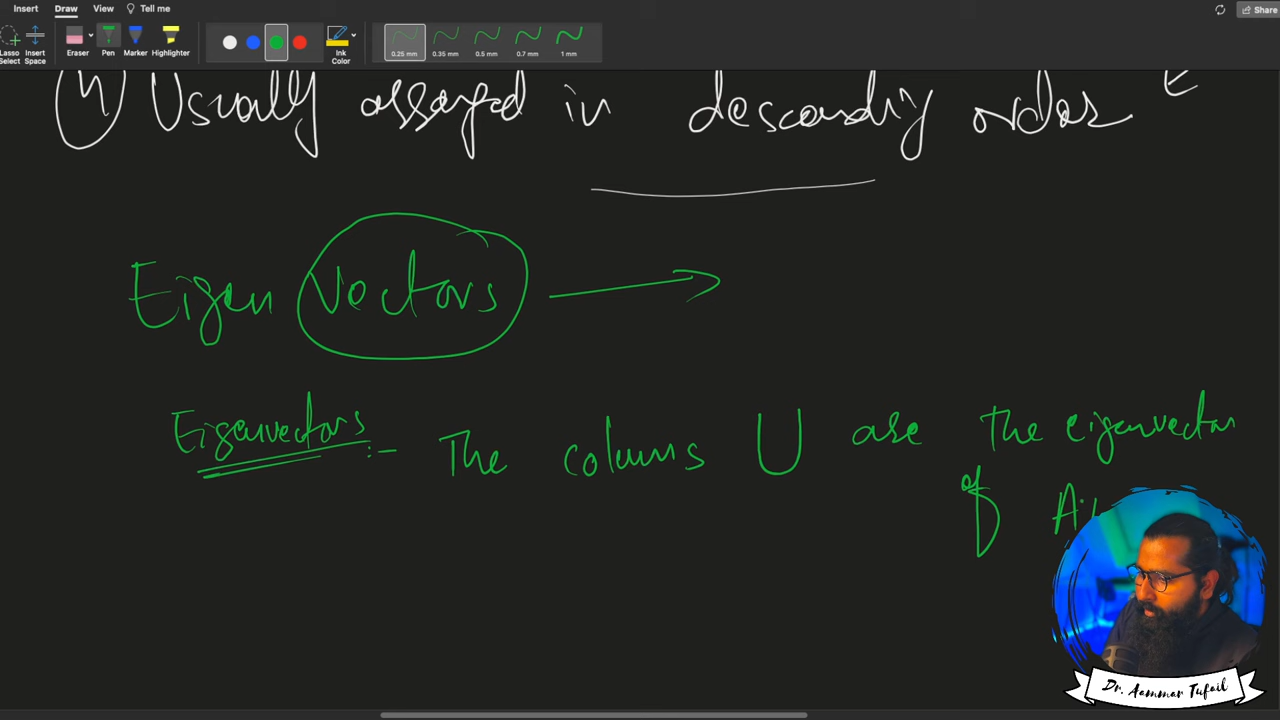 Insert Draw View Tell me
Share
Lasso Select Insert Space Eraser Pen Marker Highlighter Ink Color 0.25 mm 0.35 mm 0.5 mm 0.7 mm 1 mm
4) Usually arranged in descending order
Eigen Vectors →
Eigenvectors :- The columns U are the eigenvector
of
Dr. Aammar Tufail